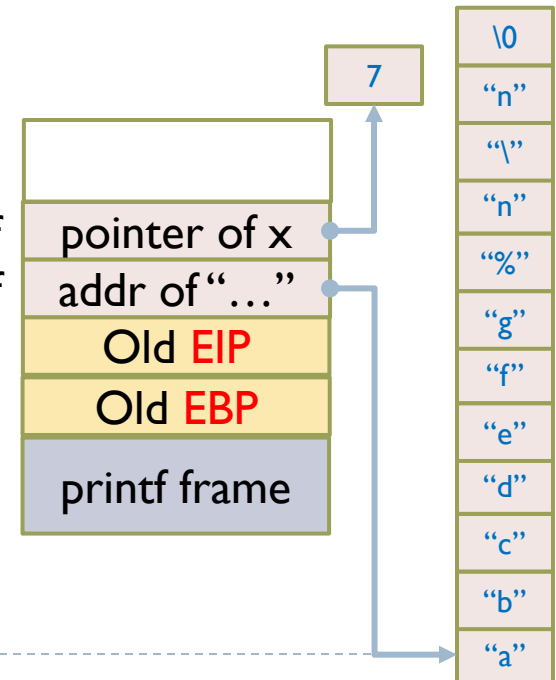 7
f
pointer of x
f
addr of “…”
Old EIP
Old EBP
printf frame
\0
“n”
“\”
“n”
“%”
“g”
“f”
“e”
“d”
“c”
“b”
“a”